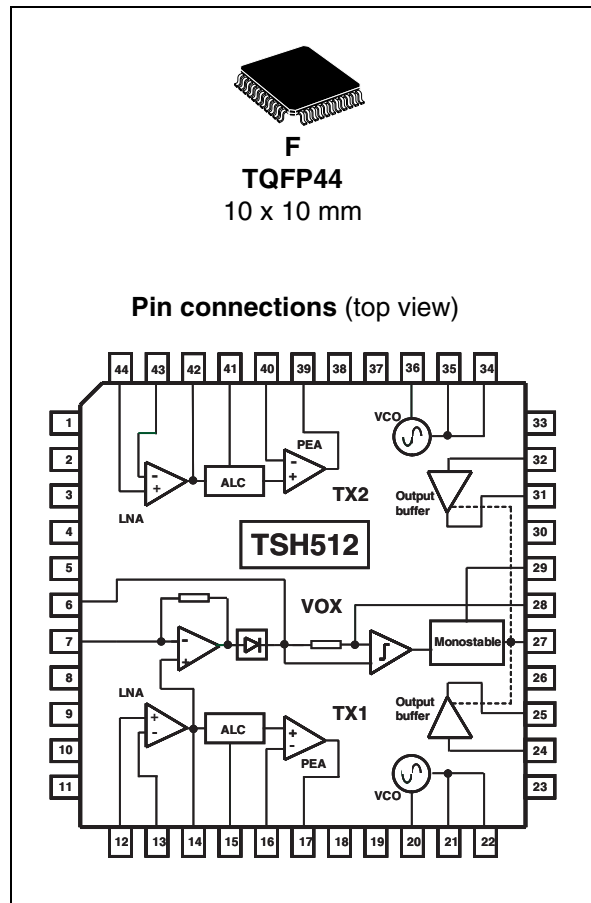 F
TQFP44
10 x 10 mm
Pin connections (top view)
44 43 42 41 40 39 38 37 36 35 34
VCO
1 33
PEA
2 32
TX2
3 ALC Output buffer 31
LNA
4 30
TSH512
5 29
6 VOX 28
7 Monostable 27
8 26
LNA TX1 Output buffer
9 ALC 25
10 PEA 24
VCO
11 23
12 13 14 15 16 17 18 19 20 21 22